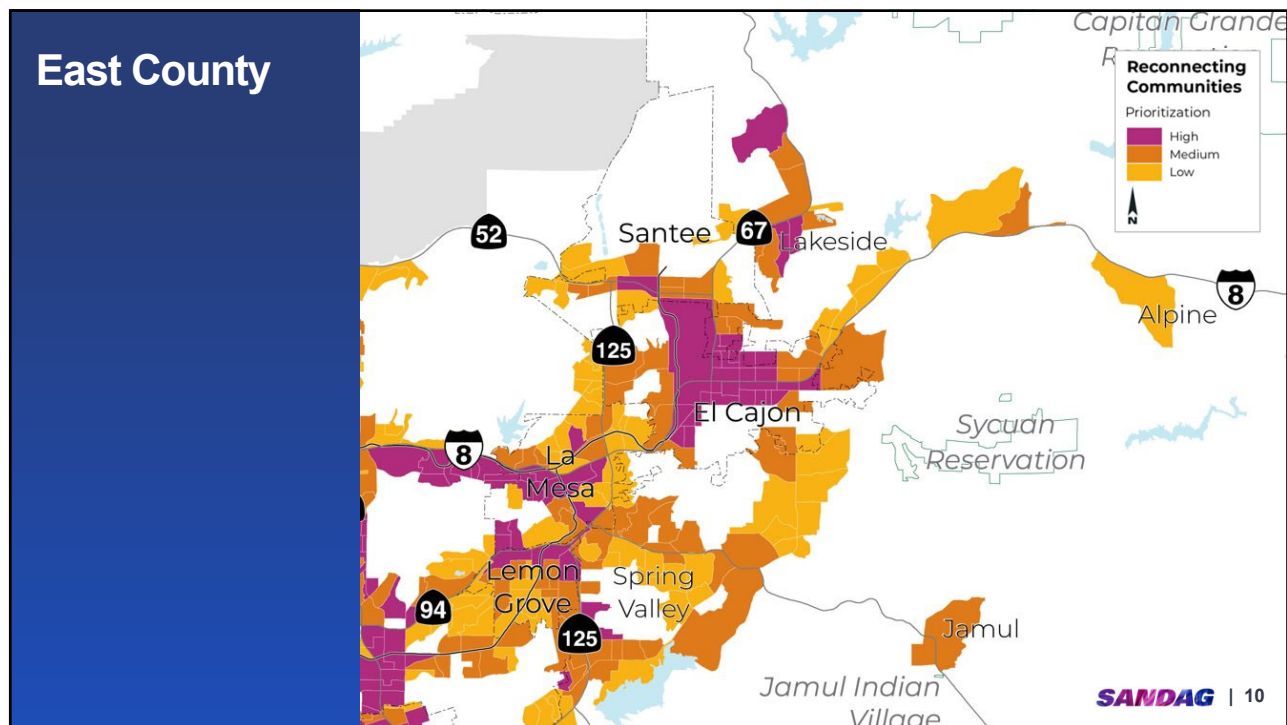 East County
Capitan Grande
Reconnecting
Communities
Prioritization
High
Medium
Low
N
52
Santee
67
Lakeside
8
Alpine
125
El Cajon
Sycuan
Reservation
8
La
Mesa
Lemon
Grove
Spring
Valley
94
125
Jamul
Jamul Indian
Village
SANDAG | 10